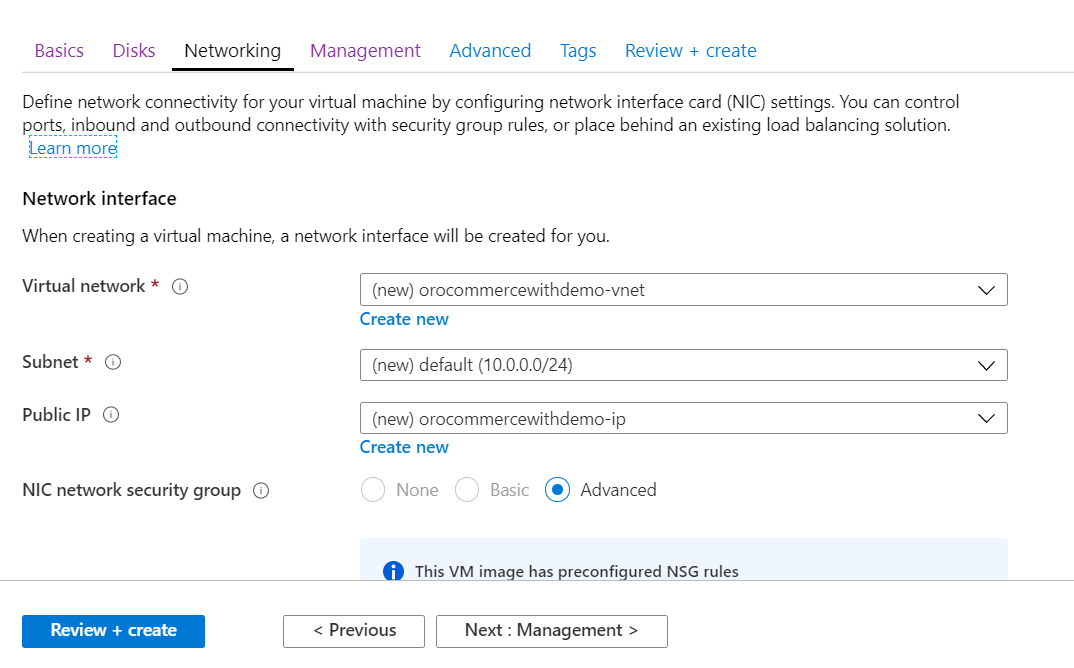 Basics Disks Networking Management Advanced Tags Review + create
Define network connectivity for your virtual machine by configuring network interface card (NIC) settings. You can control
ports, inbound and outbound connectivity with security group rules, or place behind an existing load balancing solution.
Learn more
Network interface
When creating a virtual machine, a network interface will be created for you.
Virtual network * (new) orocommercewithdemo-vnet
Create new
Subnet * (new) default (10.0.0.0/24)
Public IP (new) orocommercewithdemo-ip
Create new
NIC network security group None Basic Advanced
This VM image has preconfigured NSG rules
Review + create < Previous Next : Management >